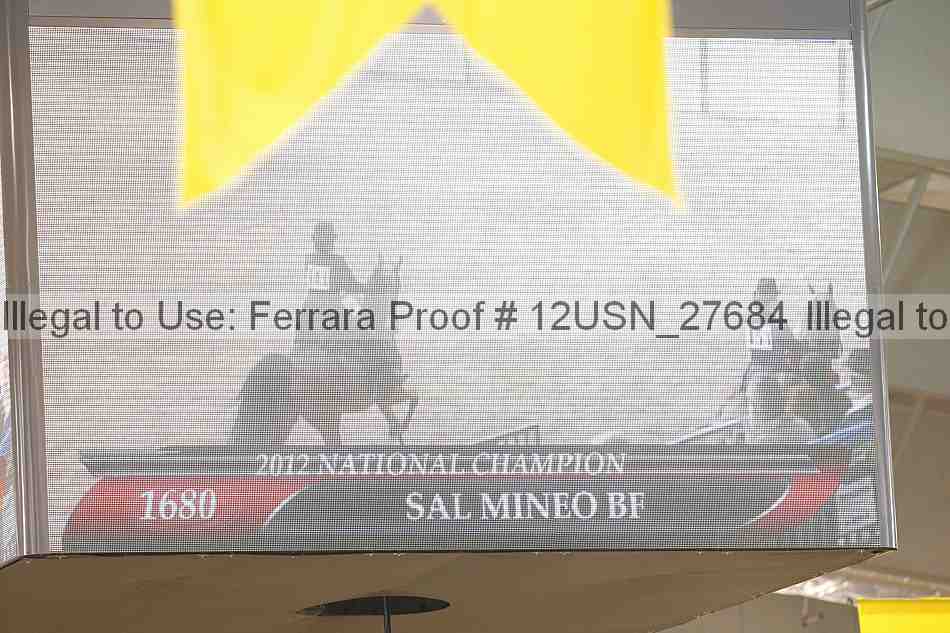 Illegal to Use: Ferrara Proof # 12USN_27684 Illegal to
2012 NATIONAL CHAMPION
1680 SAL MINEO BF